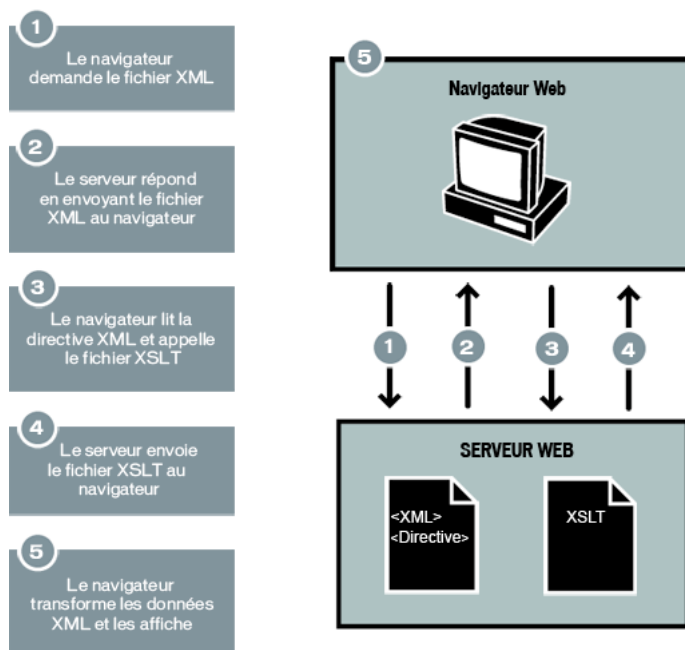 1
Le navigateur
demande le fichier XML
2
Le serveur répond
en envoyant le fichier
XML au navigateur
3
Le navigateur lit la
directive XML et appelle
le fichier XSLT
4
Le serveur envoie
le fichier XSLT au
navigateur
5
Le navigateur
transforme les données
XML et les affiche
5
Navigateur Web
1
2
3
4
SERVEUR WEB
<XML>
<Directive>
XSLT